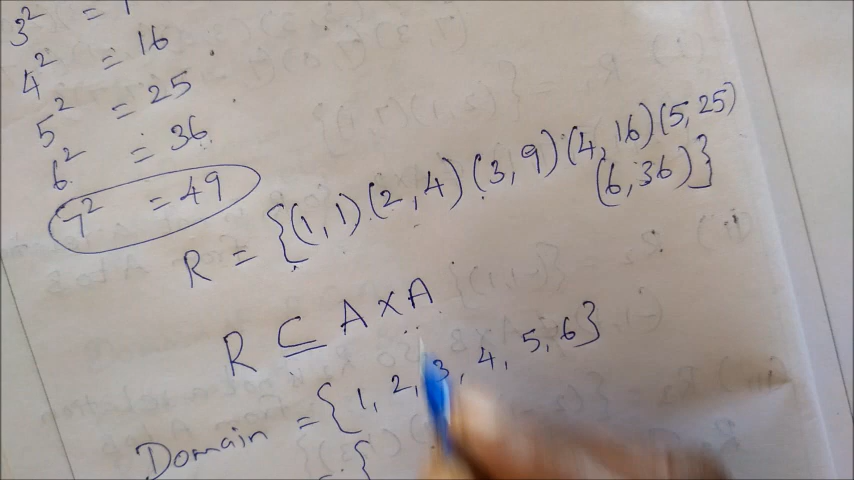 3² =
4² = 16
5² = 25
6² = 36
7² = 49
R = {(1,1) (2,4) (3,9) (4,16) (5,25)
(6,36)}
R ⊆ A×A
Domain = {1, 2, 3, 4, 5, 6}
= {